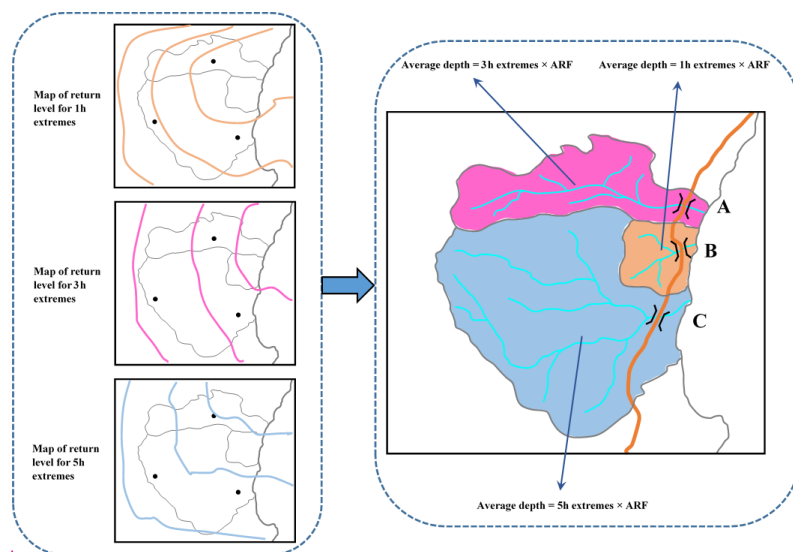 Map of return
level for 1h
extremes
Map of return
level for 3h
extremes
Map of return
level for 5h
extremes
Average depth = 3h extremes × ARF
Average depth = 1h extremes × ARF
A
B
C
Average depth = 5h extremes × ARF